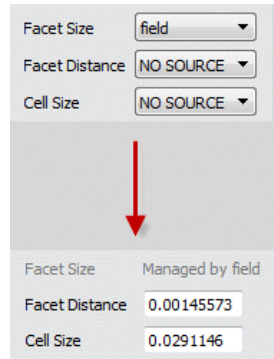 Facet Size field
Facet Distance NO SOURCE
Cell Size NO SOURCE
Facet Size Managed by field
Facet Distance 0.00145573
Cell Size 0.0291146